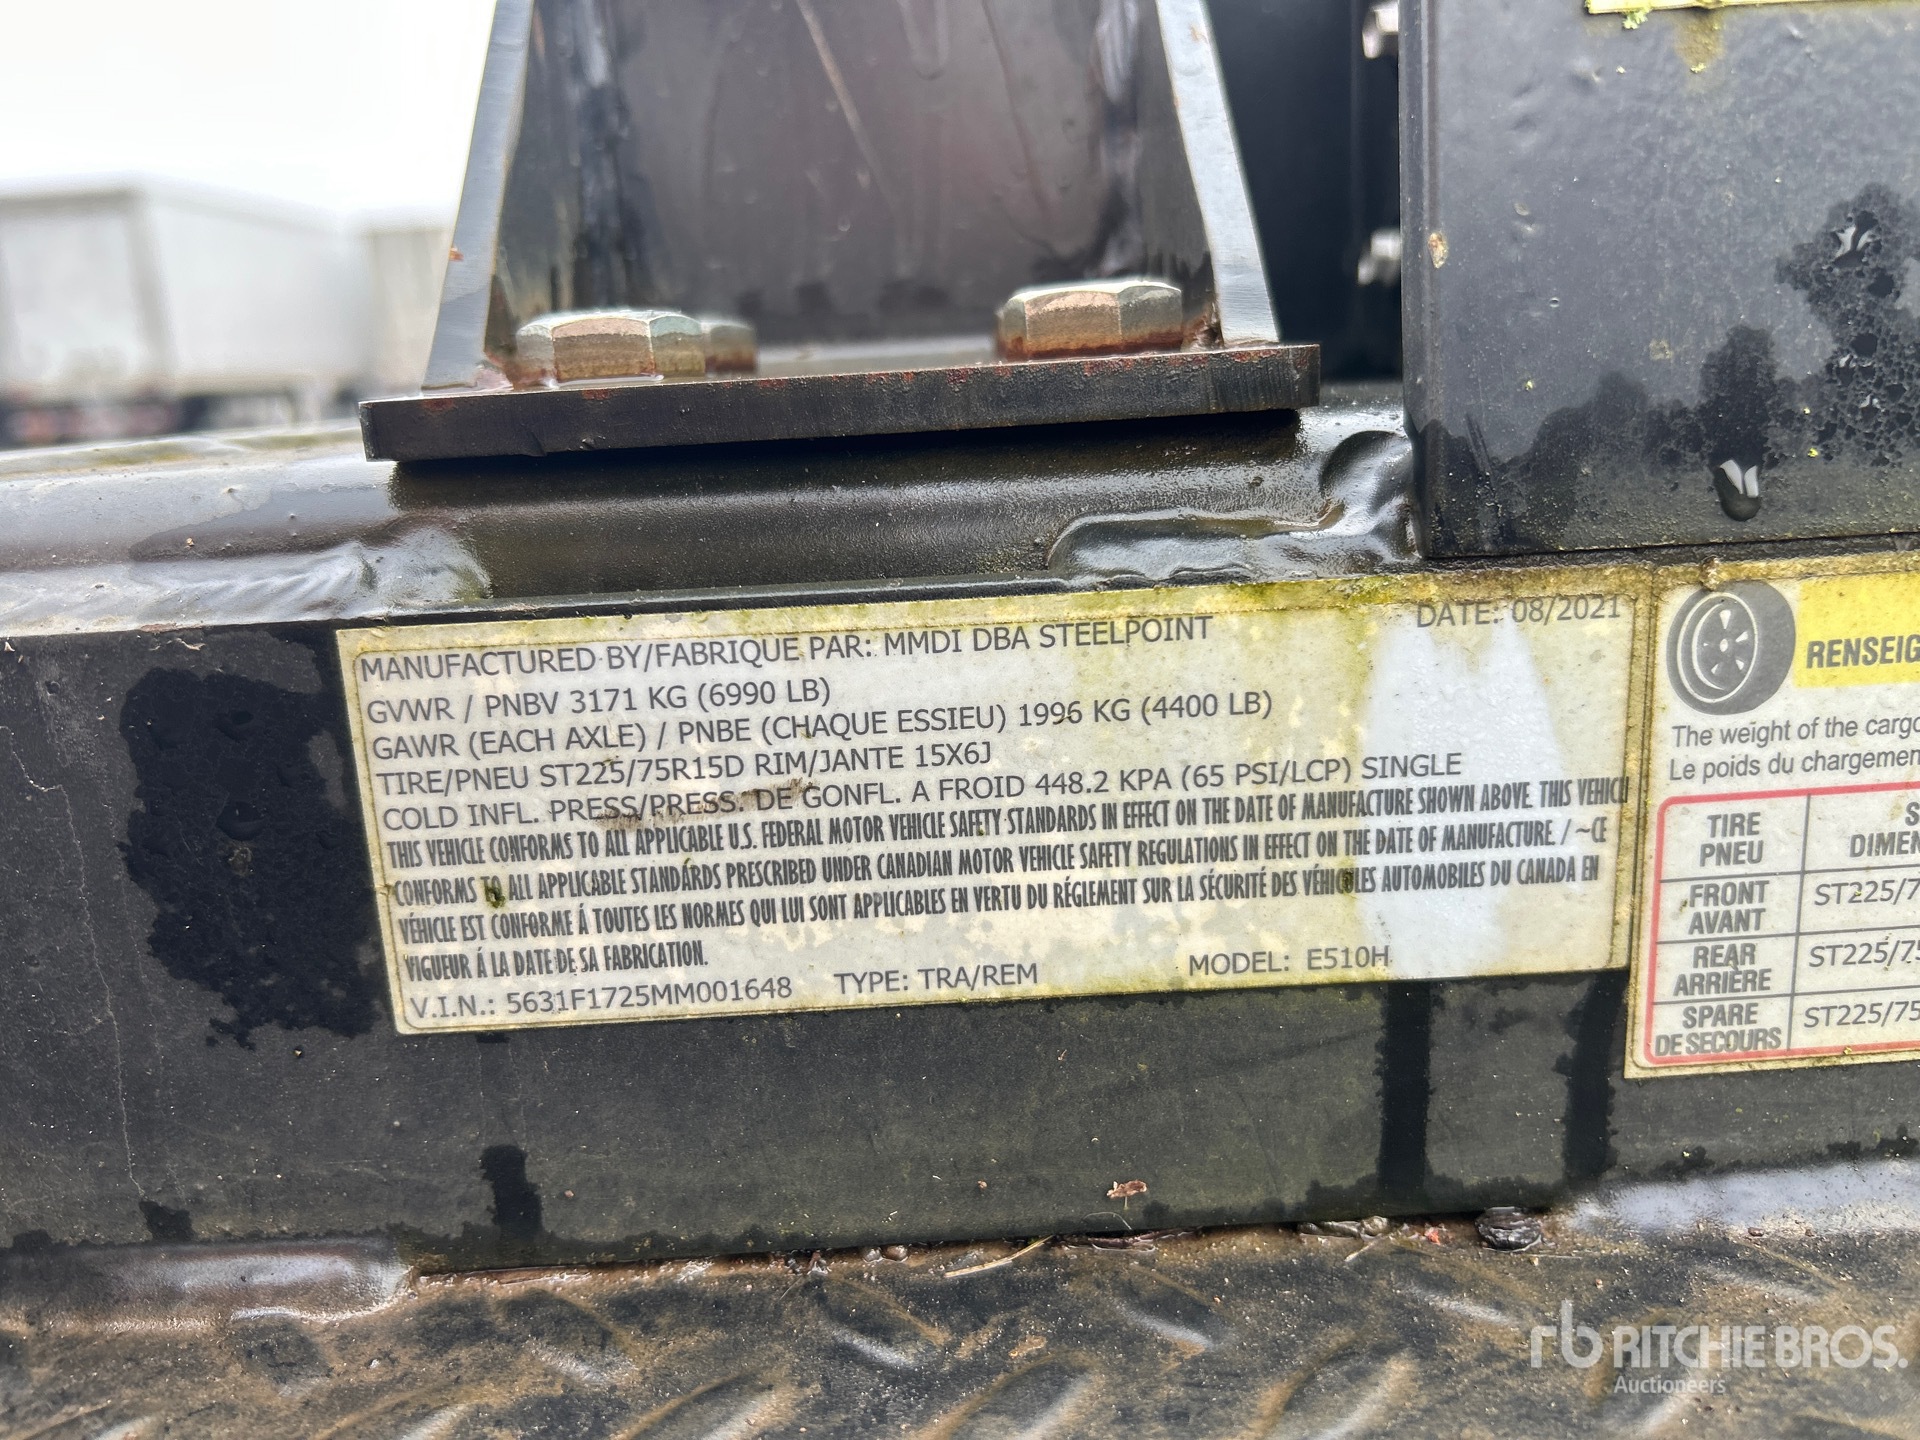 MANUFACTURED BY/FABRIQUE PAR: MMDI DBA STEELPOINT DATE: 08/2021
GVWR / PNBV 3171 KG (6990 LB)
GAWR (EACH AXLE) / PNBE (CHAQUE ESSIEU) 1996 KG (4400 LB)
TIRE/PNEU ST225/75R15D RIM/JANTE 15X6J
COLD INFL. PRESS/PRESS. DE GONFL. A FROID 448.2 KPA (65 PSI/LCP) SINGLE
THIS VEHICLE CONFORMS TO ALL APPLICABLE U.S. FEDERAL MOTOR VEHICLE SAFETY STANDARDS IN EFFECT ON THE DATE OF MANUFACTURE SHOWN ABOVE. THIS VEHICL
CONFORMS TO ALL APPLICABLE STANDARDS PRESCRIBED UNDER CANADIAN MOTOR VEHICLE SAFETY REGULATIONS IN EFFECT ON THE DATE OF MANUFACTURE. / ~CE
VÉHICLE EST CONFORME Á TOUTES LES NORMES QUI LUI SONT APPLICABLES EN VERTU DU RÉGLEMENT SUR LA SÉCURITÉ DES VÉHICULES AUTOMOBILES DU CANADA EN
VIGUEUR Á LA DATE DE SA FABRICATION.
V.I.N.: 5631F1725MM001648 TYPE: TRA/REM MODEL: E510H
RENSEIG
The weight of the cargo
Le poids du chargemen
TIRE S
PNEU DIMEN
FRONT ST225/7
AVANT
REAR ST225/75
ARRIÈRE
SPARE ST225/75
DE SECOURS
rb RITCHIE BROS.
Auctioneers